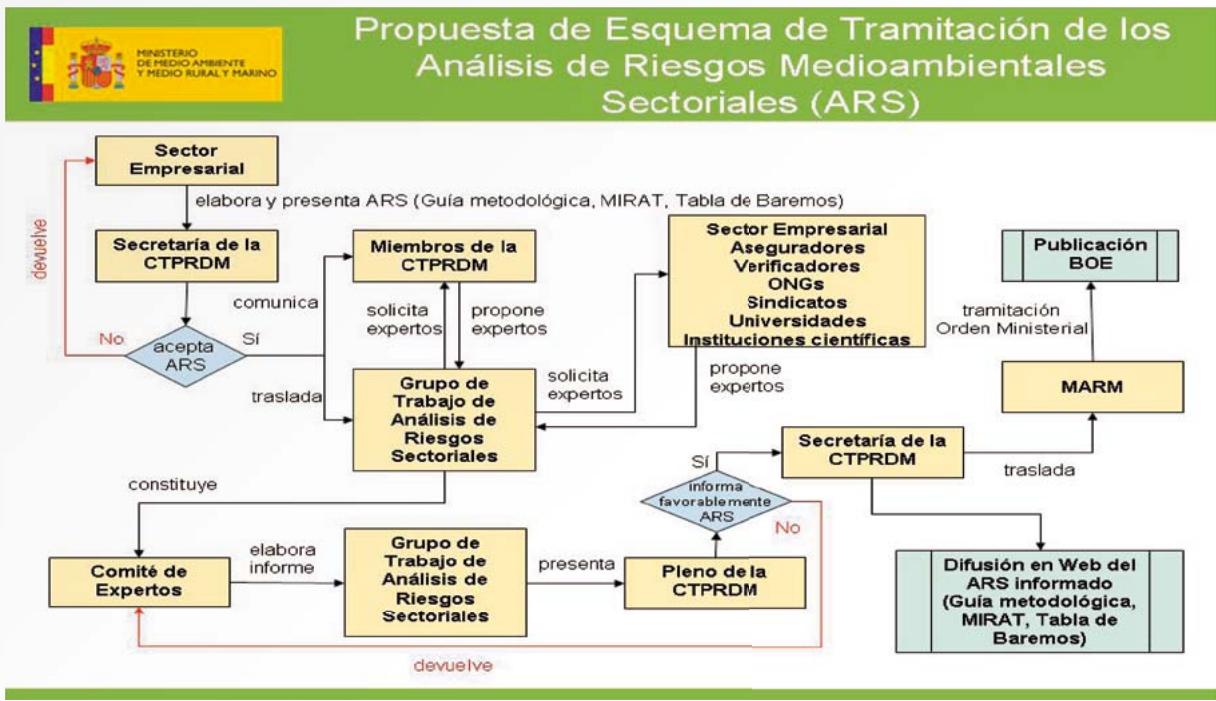 MINISTERIO
DE MEDIO AMBIENTE
Y MEDIO RURAL Y MARINO
Propuesta de Esquema de Tramitación de los
Análisis de Riesgos Medioambientales
Sectoriales (ARS)
Sector
Empresarial
elabora y presenta ARS (Guía metodológica, MIRAT, Tabla de Baremos)
devuelve
Secretaría de la
CTPRDM
Miembros de la
CTPRDM
Sector Empresarial
Aseguradores
Verificadores
ONGs
Sindicatos
Universidades
Instituciones científicas
Publicación
BOE
comunica
solicita
expertos
propone
expertos
tramitación
Orden Ministerial
No
acepta
ARS
Sí
traslada
Grupo de
Trabajo de
Análisis de
Riesgos
Sectoriales
solicita
expertos
propone
expertos
MARM
Secretaría de la
CTPRDM
traslada
Sí
informa
favorablemente
ARS
No
constituye
Comité de
Expertos
elabora
informe
Grupo de
Trabajo de
Análisis de
Riesgos
Sectoriales
presenta
Pleno de la
CTPRDM
Difusión en Web del
ARS informado
(Guía metodológica,
MIRAT, Tabla de
Baremos)
devuelve